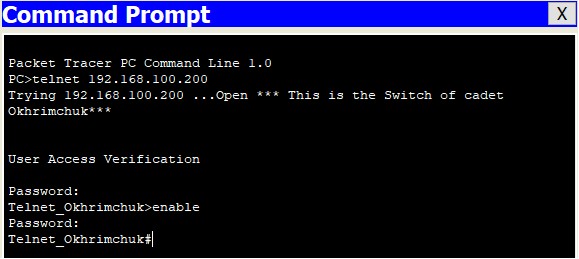 Command Prompt
X
Packet Tracer PC Command Line 1.0
PC>telnet 192.168.100.200
Trying 192.168.100.200 ...Open *** This is the Switch of cadet
Okhrimchuk***
User Access Verification
Password:
Telnet_Okhrimchuk>enable
Password:
Telnet_Okhrimchuk#